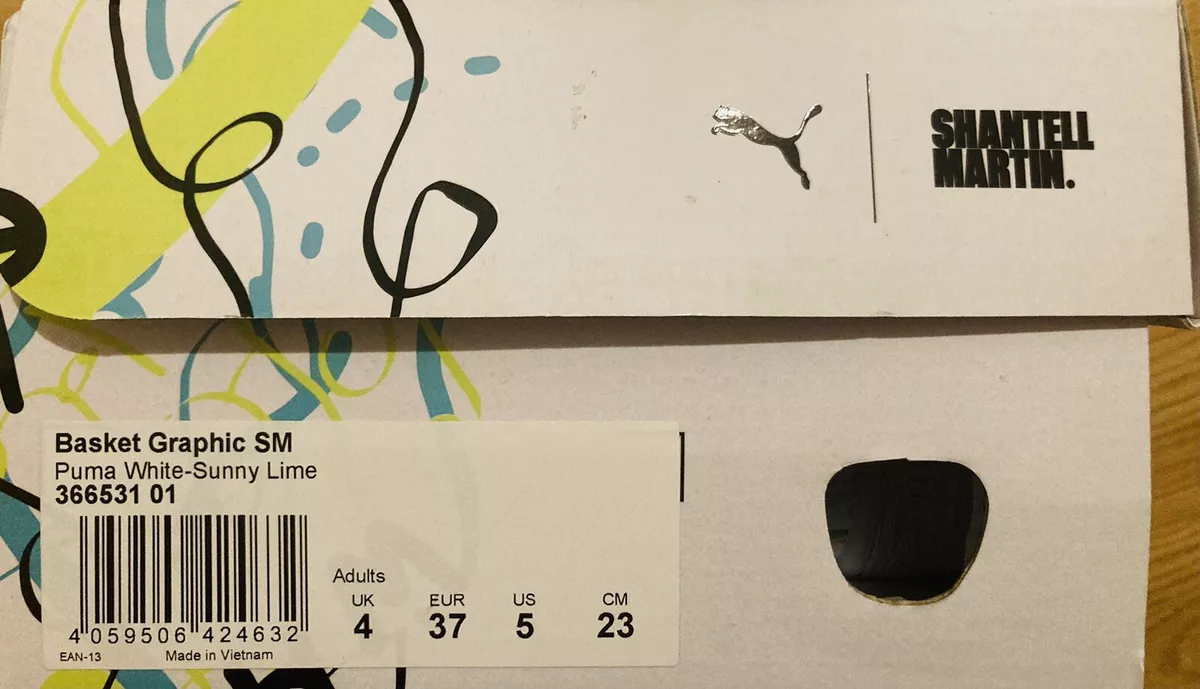 SHANTELL
MARTIN.
Basket Graphic SM
Puma White-Sunny Lime
366531 01
Adults
UK EUR US CM
4 37 5 23
4 059506 424632
EAN-13 Made in Vietnam